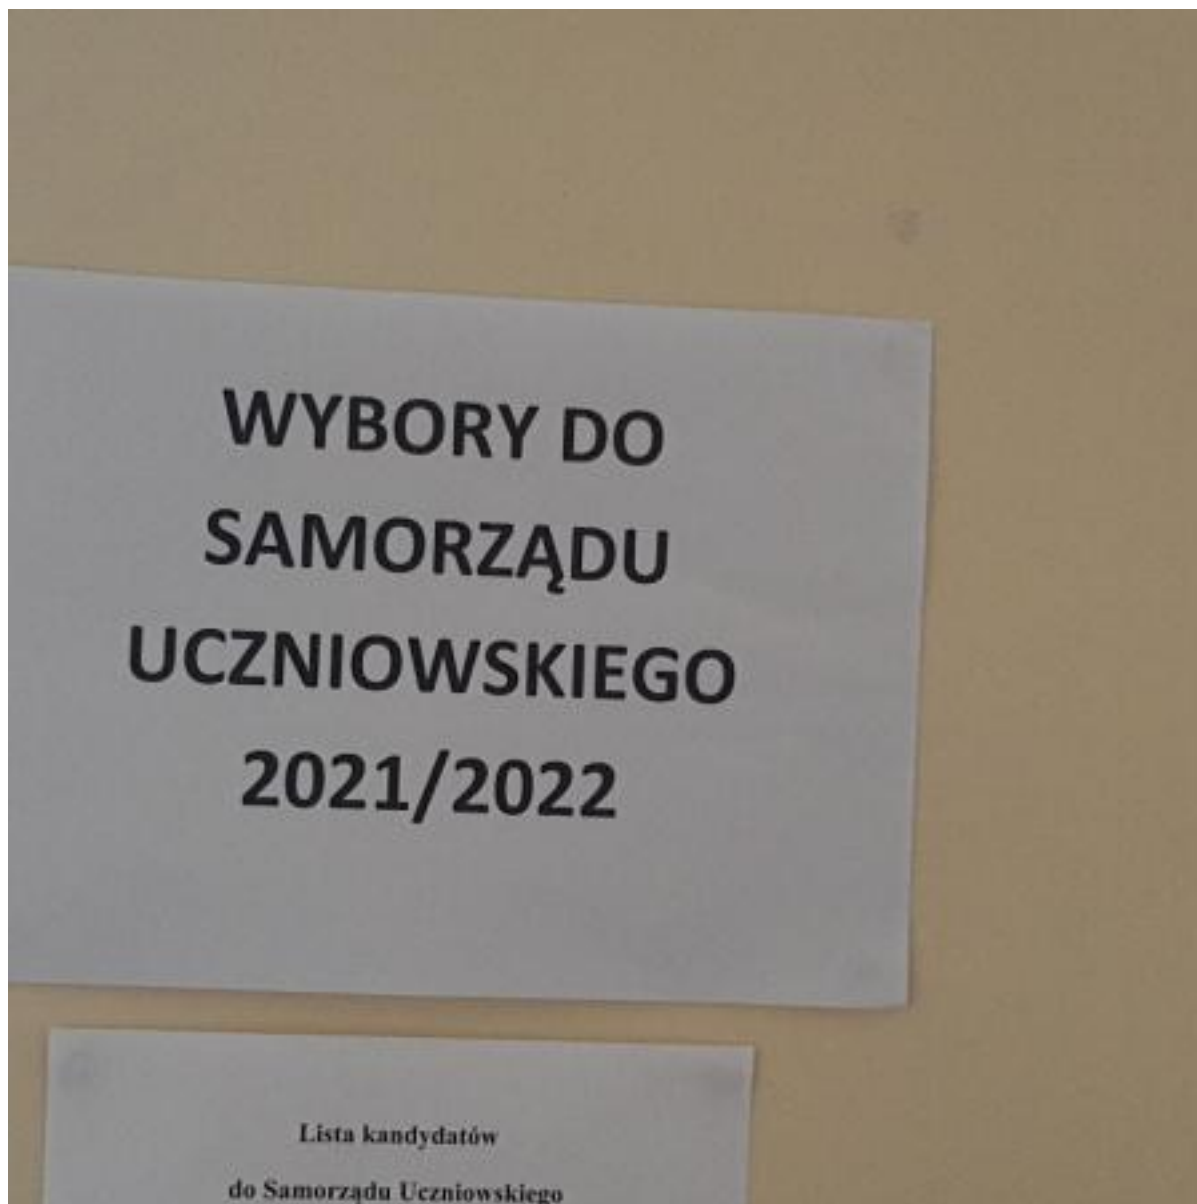 WYBORY DO
SAMORZĄDU
UCZNIOWSKIEGO
2021/2022
Lista kandydatów
do Samorządu Uczniowskiego